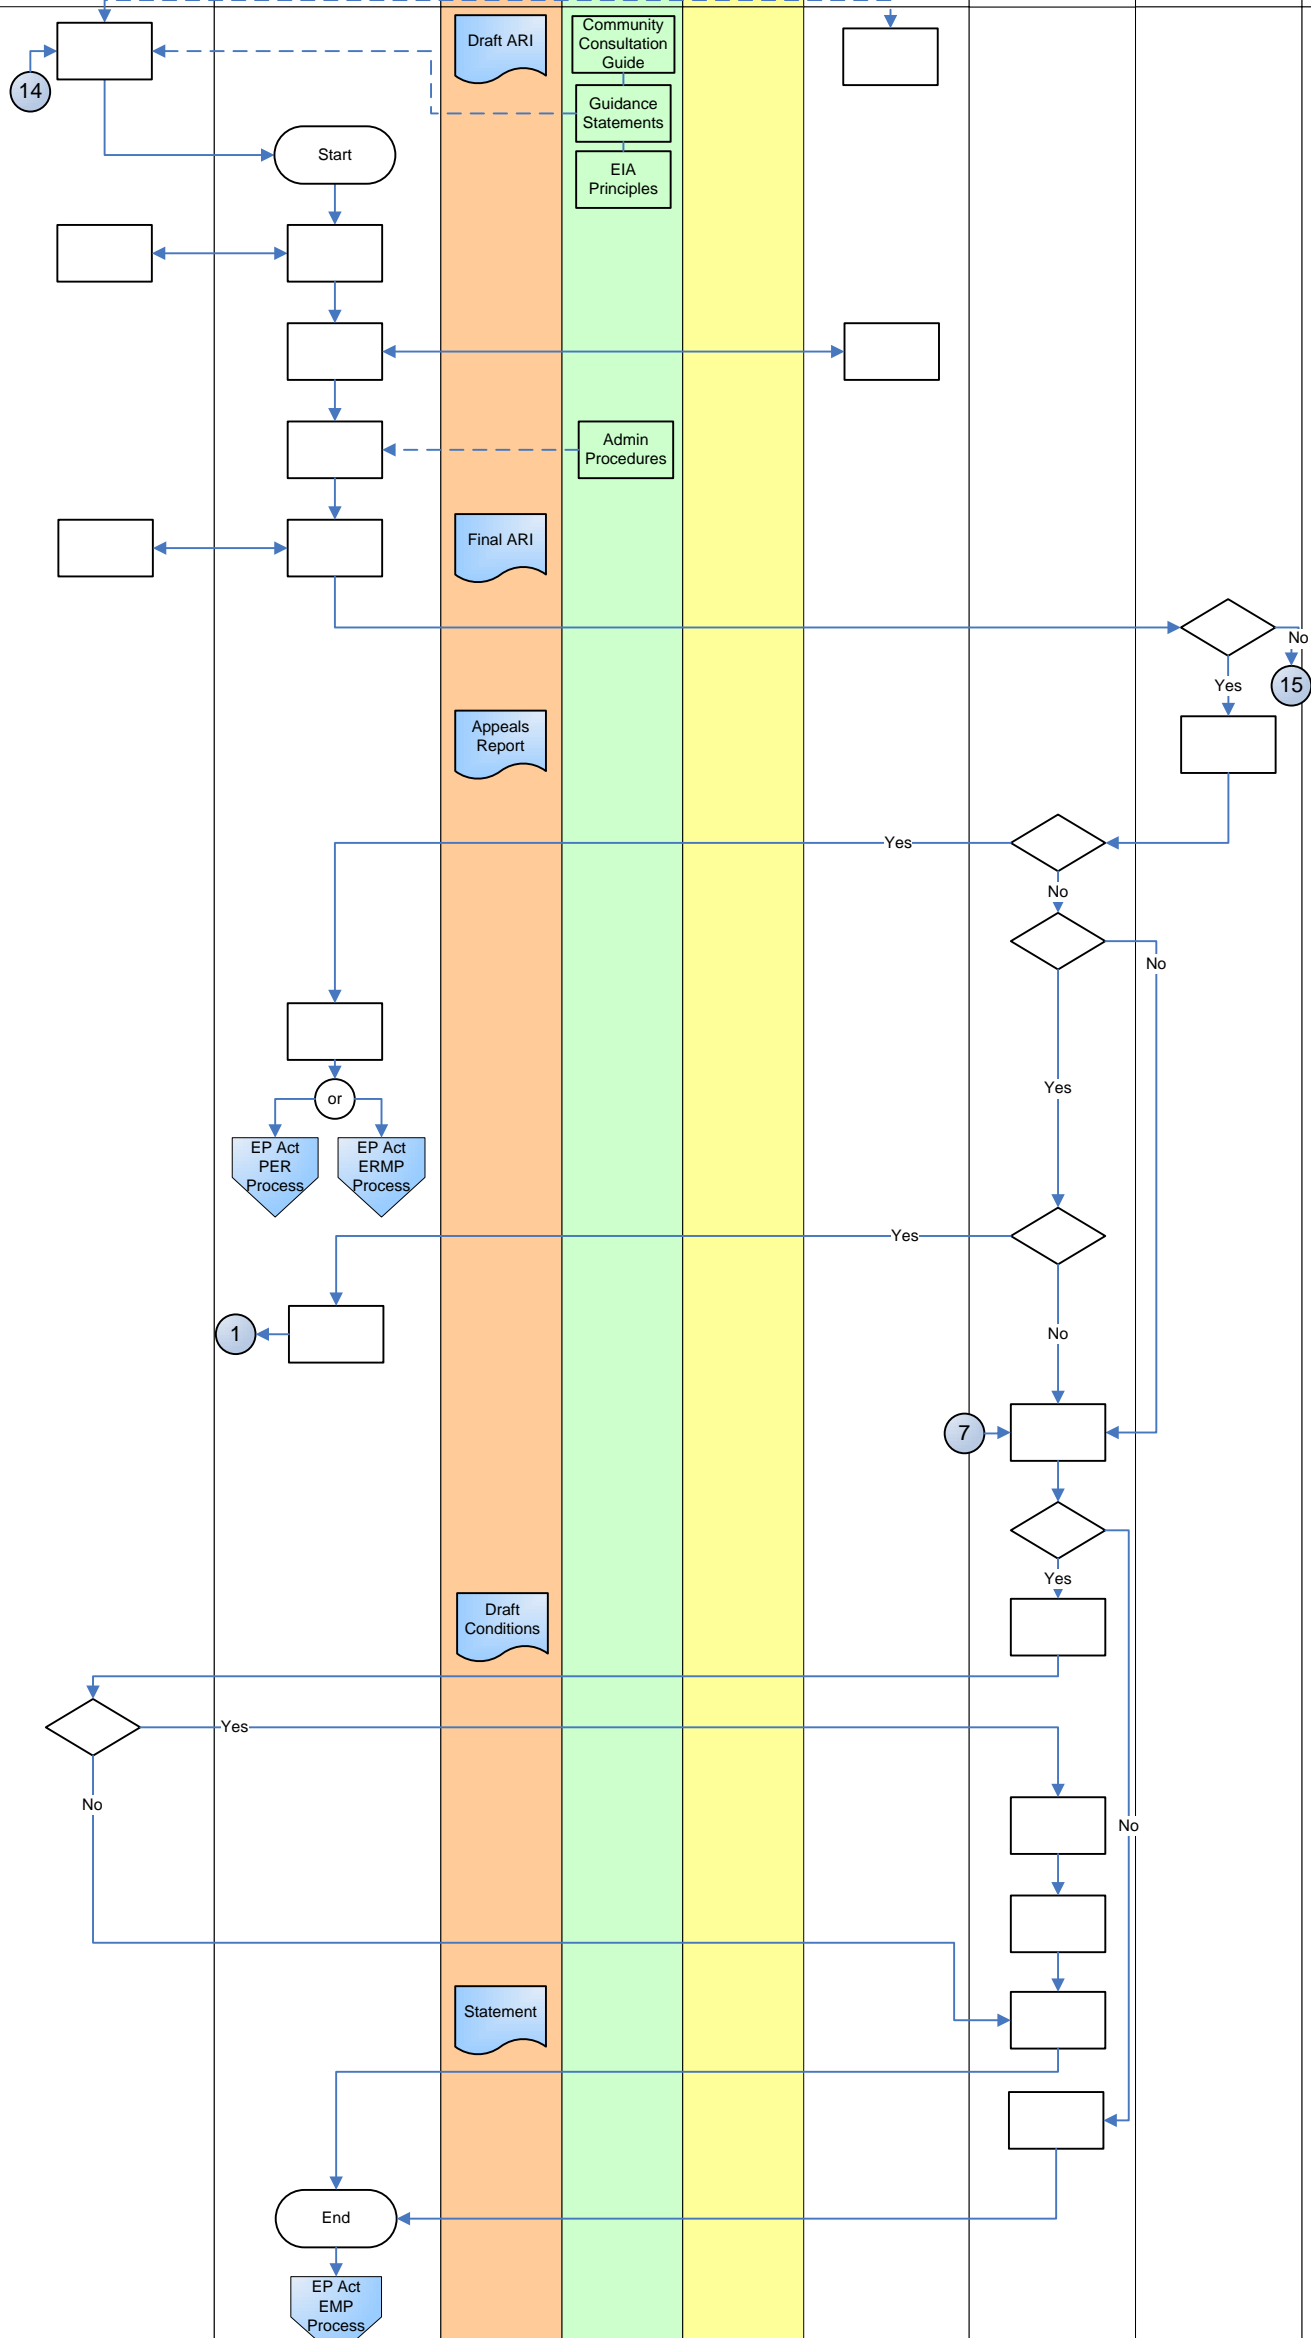 Draft ARI
Community
Consultation
Guide
14
Guidance
Statements
Start
EIA
Principles
Admin
Procedures
Final ARI
No
Yes
15
Appeals
Report
Yes
No
No
Yes
or
EP Act
PER
Process
EP Act
ERMP
Process
Yes
1
No
7
Yes
Draft
Conditions
Yes
No
No
Statement
End
EP Act
EMP
Process